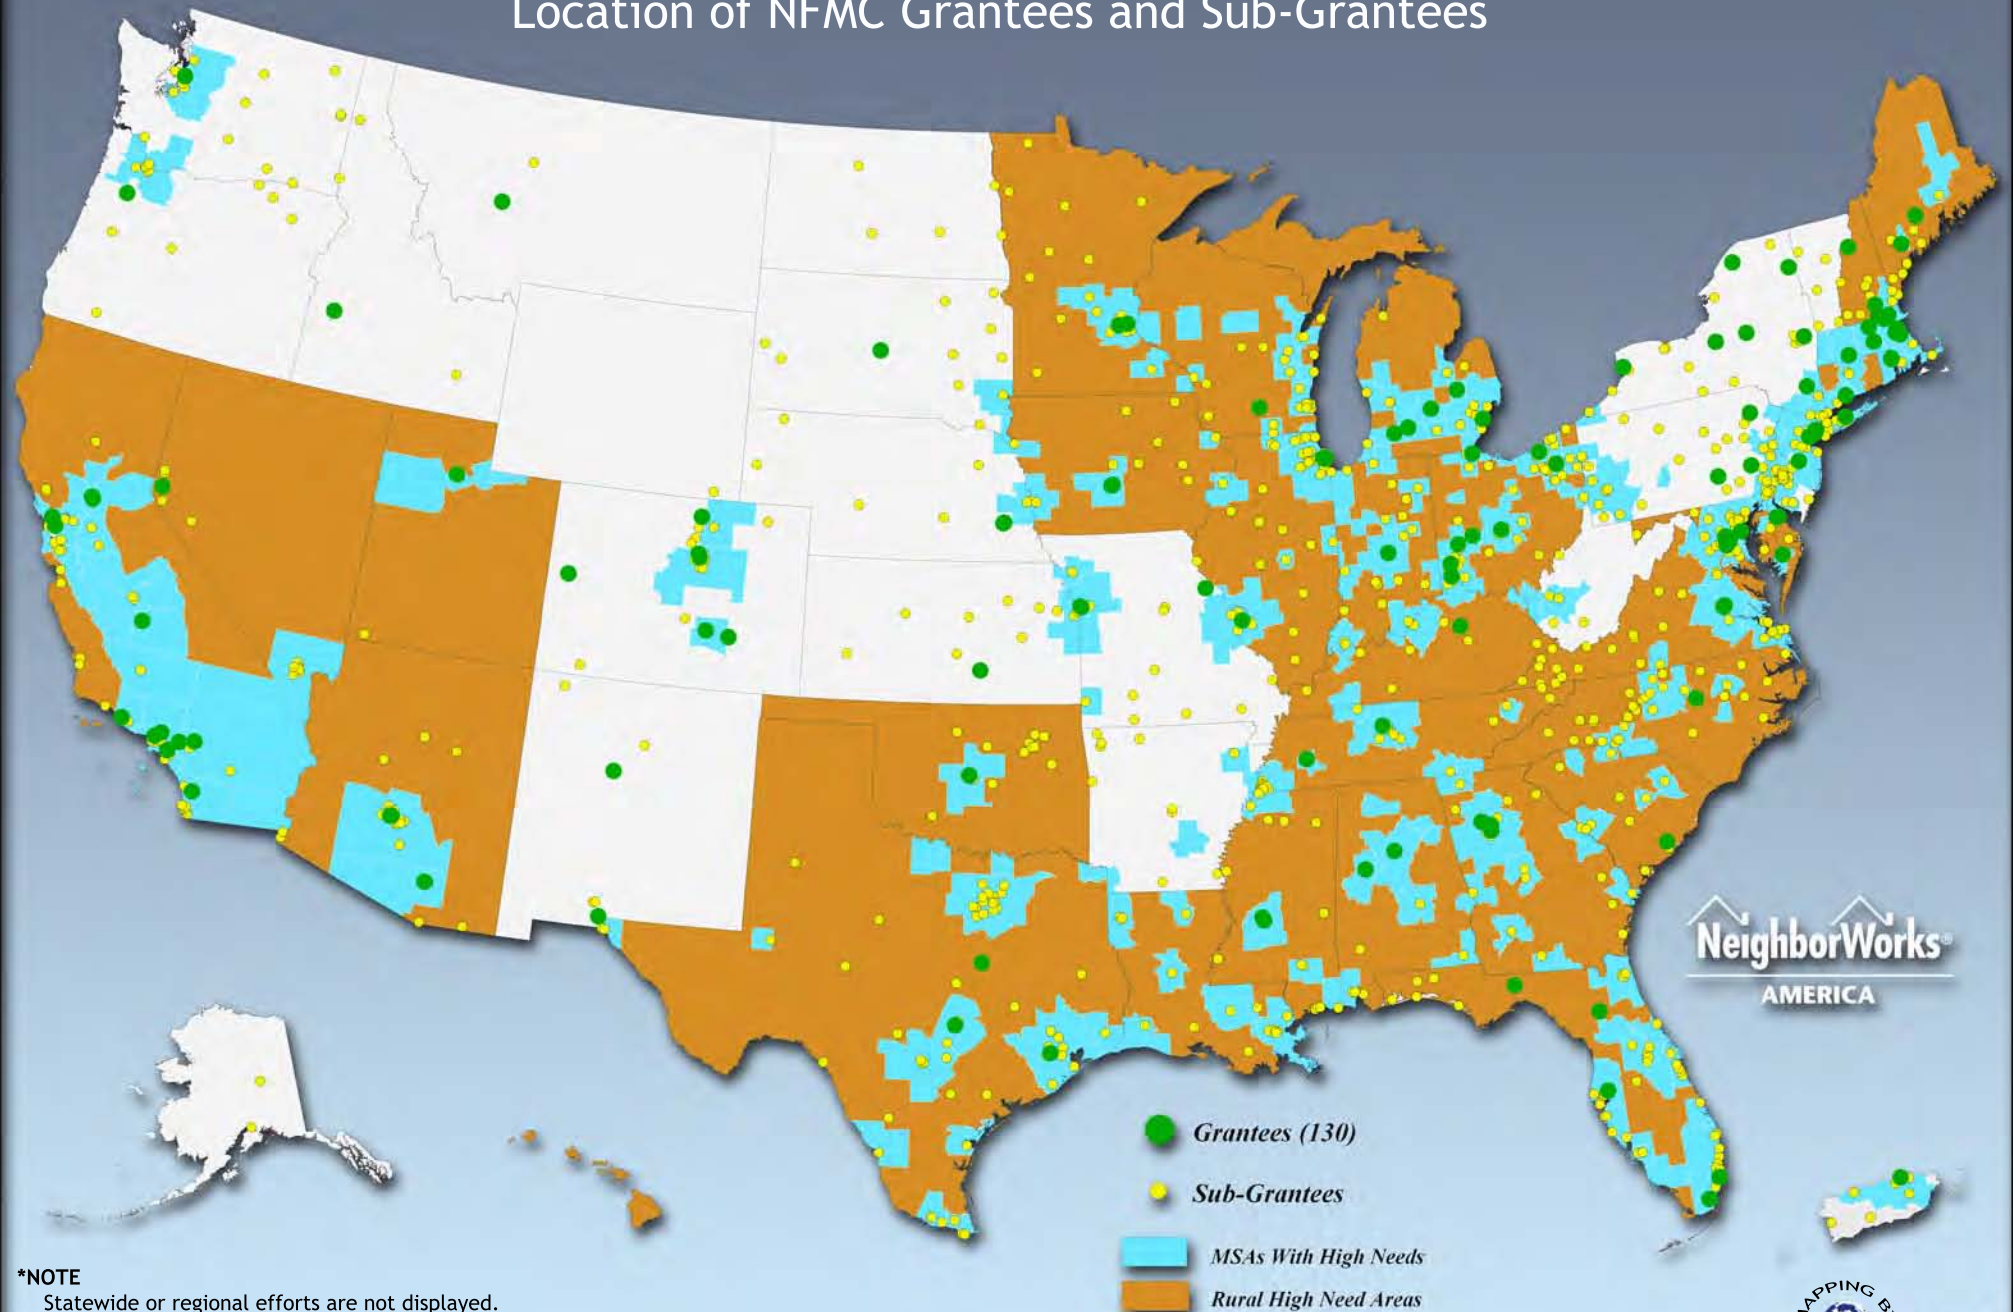 Location of NFMC Grantees and Sub-Grantees
NeighborWorks®
AMERICA
Grantees (130)
Sub-Grantees
MSAs With High Needs
Rural High Need Areas
*NOTE
Statewide or regional efforts are not displayed.
MAPPING